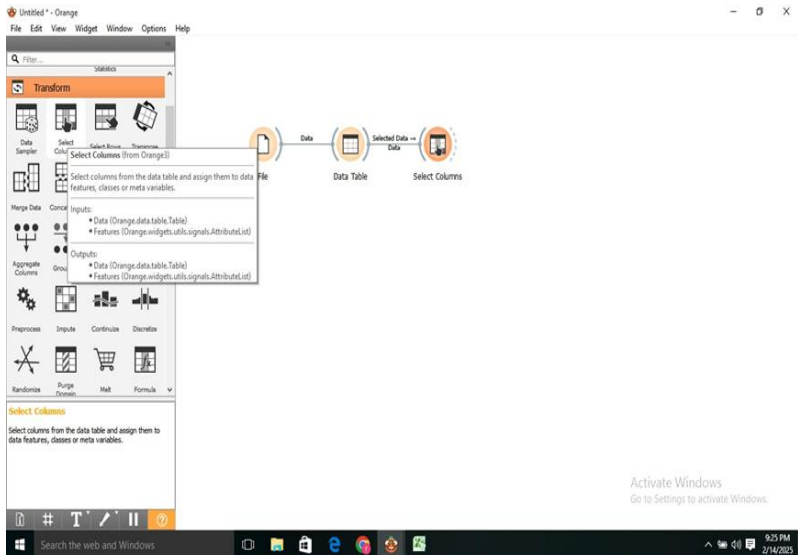 Untitled * - Orange
File Edit View Widget Window Options Help
Filter...
Statistics
Transform
Data Sampler
Select
Select Rows
Transpose
Select Columns (from Orange3)
Select columns from the data table and assign them to data
features, classes or meta variables.
Inputs:
• Data (Orange.data.table.Table)
• Features (Orange.widgets.utils.signals.AttributeList)
Outputs:
• Data (Orange.data.table.Table)
• Features (Orange.widgets.utils.signals.AttributeList)
Merge Data
Aggregate
Columns
Preprocess Impute Continuize Discretize
Randomize Purge Domain Melt Formula
Data
Selected Data →
Data
File Data Table Select Columns
Select Columns
Select columns from the data table and assign them to
data features, classes or meta variables.
Activate Windows
Go to Settings to activate Windows.
Search the web and Windows
9:25 PM
2/14/2025